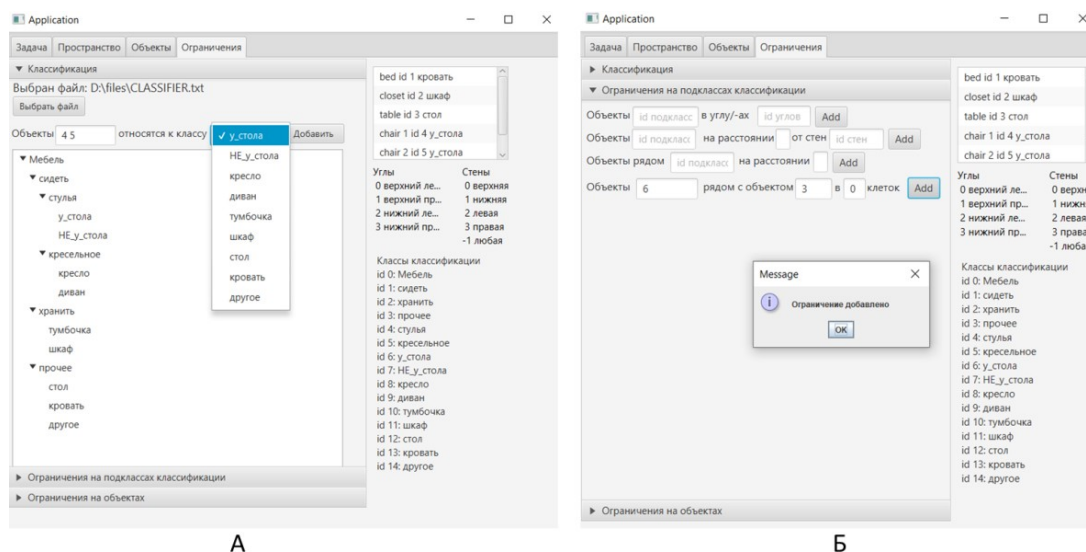 Application
Задача Пространство Объекты Ограничения
Классификация
Выбран файл: D:\files\CLASSIFIER.txt
Выбрать файл
Объекты 4 5 относятся к классу у_стола Добавить
НЕ_у_стола
кресло
диван
тумбочка
шкаф
стол
кровать
другое
Мебель
сидеть
стулья
у_стола
НЕ_у_стола
кресельное
кресло
диван
хранить
тумбочка
шкаф
прочее
стол
кровать
другое
Ограничения на подклассах классификации
Ограничения на объектах
bed id 1 кровать
closet id 2 шкаф
table id 3 стол
chair 1 id 4 у_стола
chair 2 id 5 у_стола
Углы Стены
0 верхний ле... 0 верхняя
1 верхний пр... 1 нижняя
2 нижний ле... 2 левая
3 нижний пр... 3 правая
-1 любая
Классы классификации
id 0: Мебель
id 1: сидеть
id 2: хранить
id 3: прочее
id 4: стулья
id 5: кресельное
id 6: у_стола
id 7: НЕ_у_стола
id 8: кресло
id 9: диван
id 10: тумбочка
id 11: шкаф
id 12: стол
id 13: кровать
id 14: другое
А
Application
Задача Пространство Объекты Ограничения
Классификация
Ограничения на подклассах классификации
Объекты id подкласс в углу/-ах id углов Add
Объекты id подкласс на расстоянии от стен id стен Add
Объекты рядом id подкласс на расстоянии Add
Объекты 6 рядом с объектом 3 в 0 клеток Add
Message
Ограничение добавлено
OK
Ограничения на объектах
bed id 1 кровать
closet id 2 шкаф
table id 3 стол
chair 1 id 4 у_стола
chair 2 id 5 у_стола
Углы Стены
0 верхний ле... 0 верхн
1 верхний пр... 1 нижн
2 нижний ле... 2 левая
3 нижний пр... 3 права
-1 люба
Классы классификации
id 0: Мебель
id 1: сидеть
id 2: хранить
id 3: прочее
id 4: стулья
id 5: кресельное
id 6: у_стола
id 7: НЕ_у_стола
id 8: кресло
id 9: диван
id 10: тумбочка
id 11: шкаф
id 12: стол
id 13: кровать
id 14: другое
Б